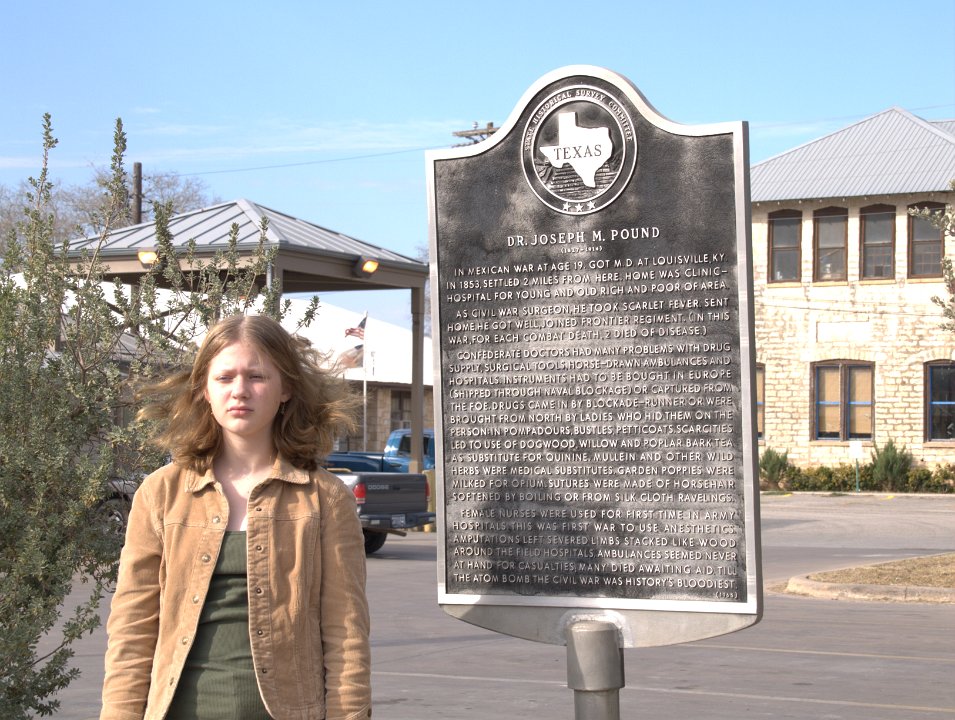 STATE HISTORICAL SURVEY COMMITTEE
TEXAS
DR. JOSEPH M. POUND
(1827-1914)
IN MEXICAN WAR AT AGE 19. GOT M.D. AT LOUISVILLE, KY.
IN 1853. SETTLED 2 MILES FROM HERE. HOME WAS CLINIC-
HOSPITAL FOR YOUNG AND OLD, RICH AND POOR OF AREA.
AS CIVIL WAR SURGEON, HE TOOK SCARLET FEVER. SENT
HOME, HE GOT WELL, JOINED FRONTIER REGIMENT. (IN THIS
WAR, FOR EACH COMBAT DEATH, 2 DIED OF DISEASE.)
CONFEDERATE DOCTORS HAD MANY PROBLEMS WITH DRUG
SUPPLY, SURGICAL TOOLS, HORSE-DRAWN AMBULANCES AND
HOSPITALS. INSTRUMENTS HAD TO BE BOUGHT IN EUROPE
(SHIPPED THROUGH NAVAL BLOCKAGE) OR CAPTURED FROM
THE FOE. DRUGS CAME IN BY BLOCKADE-RUNNER OR WERE
BROUGHT FROM NORTH BY LADIES WHO HID THEM ON THE
PERSON IN POMPADOURS, BUSTLES, PETTICOATS. SCARCITIES
LED TO USE OF DOGWOOD, WILLOW AND POPLAR BARK TEA
AS SUBSTITUTE FOR QUININE, MULLEIN AND OTHER WILD
HERBS WERE MEDICAL SUBSTITUTES. GARDEN POPPIES WERE
MILKED FOR OPIUM. SUTURES WERE MADE OF HORSEHAIR
SOFTENED BY BOILING OR FROM SILK CLOTH RAVELINGS.
FEMALE NURSES WERE USED FOR FIRST TIME IN ARMY
HOSPITALS. THIS WAS FIRST WAR TO USE ANESTHETICS.
AMPUTATIONS LEFT SEVERED LIMBS STACKED LIKE WOOD
AROUND THE FIELD HOSPITALS. AMBULANCES SEEMED NEVER
AT HAND FOR CASUALTIES; MANY DIED AWAITING AID. TILL
THE ATOM BOMB THE CIVIL WAR WAS HISTORY'S BLOODIEST.
(1965)
DODGE